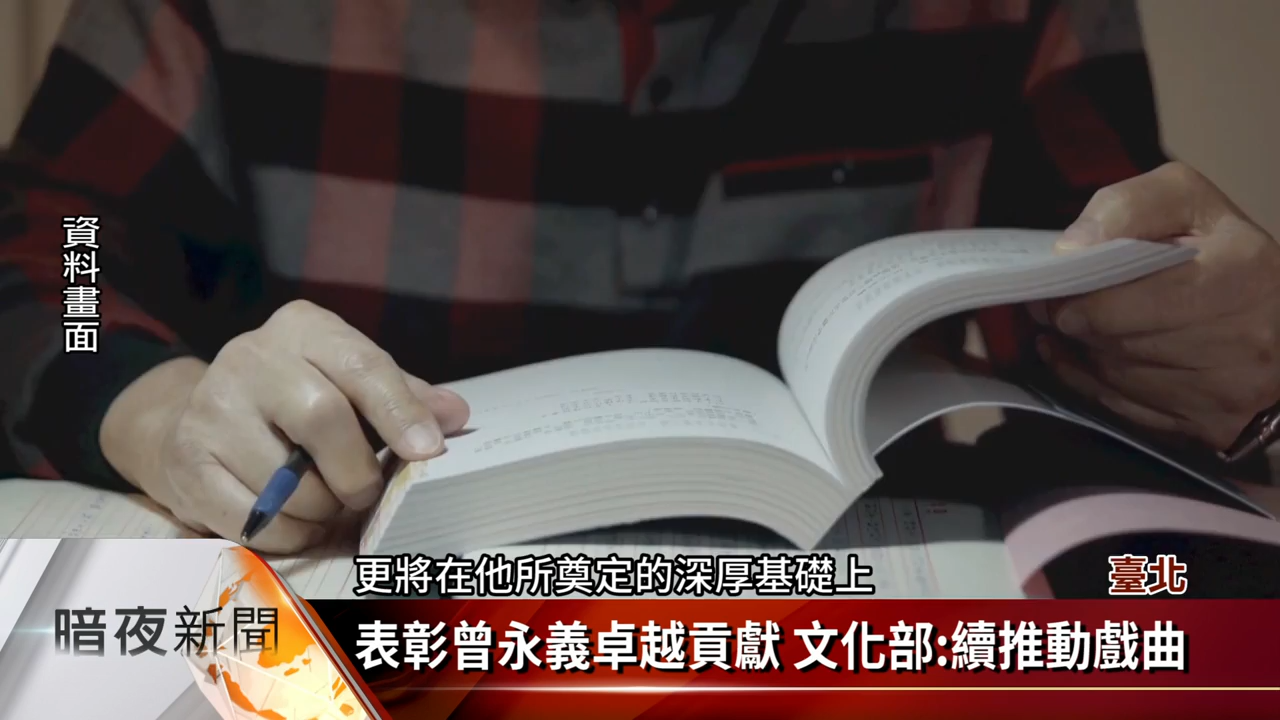 資料畫面
更將在他所奠定的深厚基礎上
臺北
暗夜新聞
表彰曾永義卓越貢獻 文化部:續推動戲曲